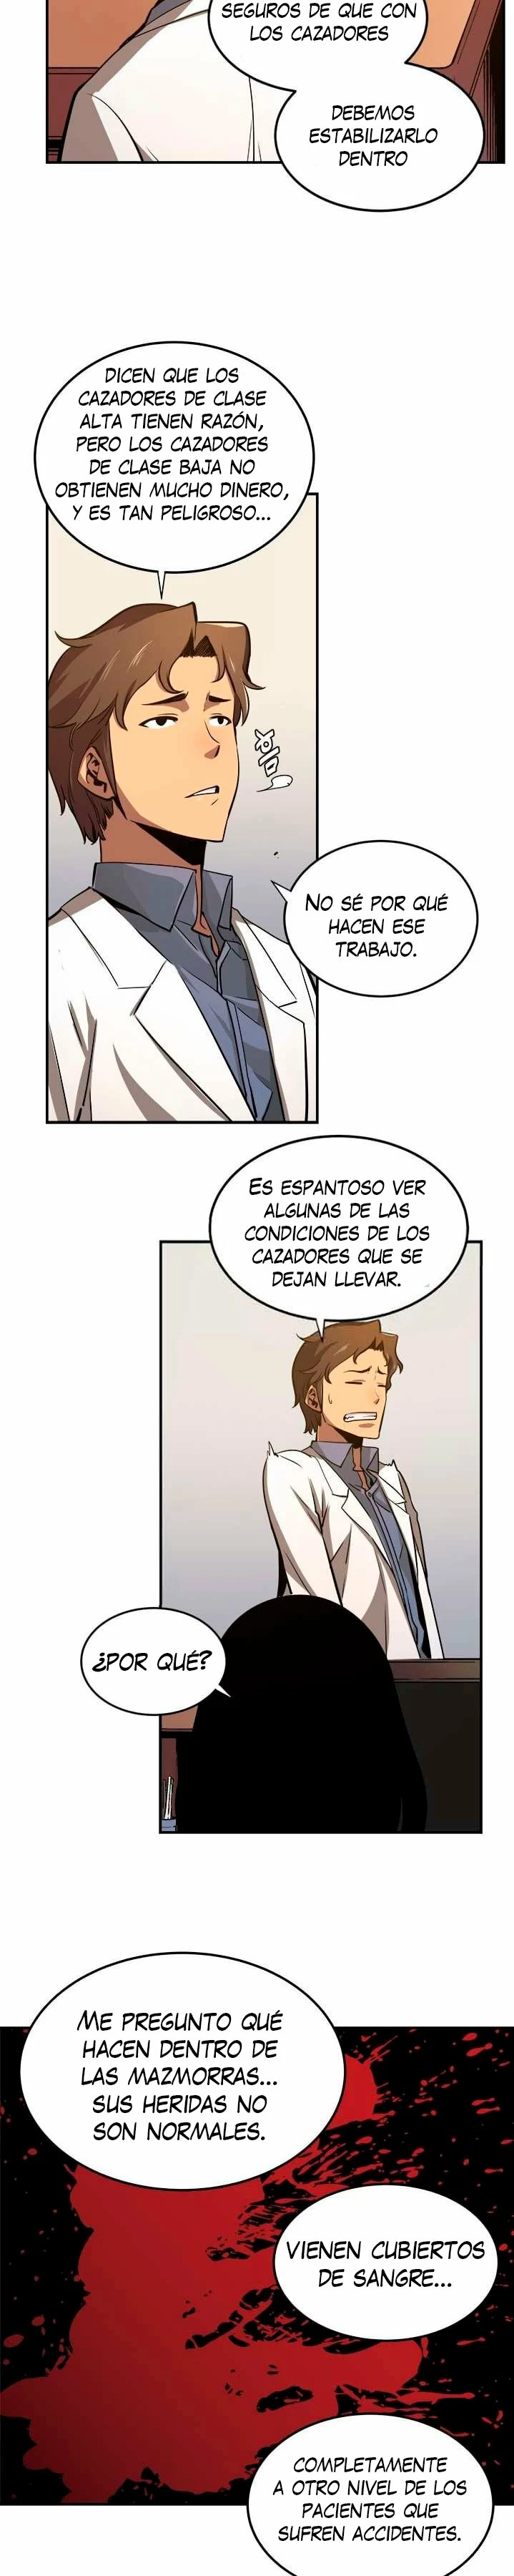 SEGUROS DE QUE CON
LOS CAZADORES
DEBEMOS
ESTABILIZARLO
DENTRO
DICEN QUE LOS
CAZADORES DE CLASE
ALTA TIENEN RAZÓN,
PERO LOS CAZADORES
DE CLASE BAJA NO
OBTIENEN MUCHO DINERO,
Y ES TAN PELIGROSO...
흠
NO SÉ POR QUÉ
HACEN ESE
TRABAJO.
ES ESPANTOSO VER
ALGUNAS DE LAS
CONDICIONES DE LOS
CAZADORES QUE SE
DEJAN LLEVAR.
¿POR QUÉ?
ME PREGUNTO QUÉ
HACEN DENTRO DE
LAS MAZMORRAS...
SUS HERIDAS NO
SON NORMALES.
VIENEN CUBIERTOS
DE SANGRE...
COMPLETAMENTE
A OTRO NIVEL DE LOS
PACIENTES QUE
SUFREN ACCIDENTES.